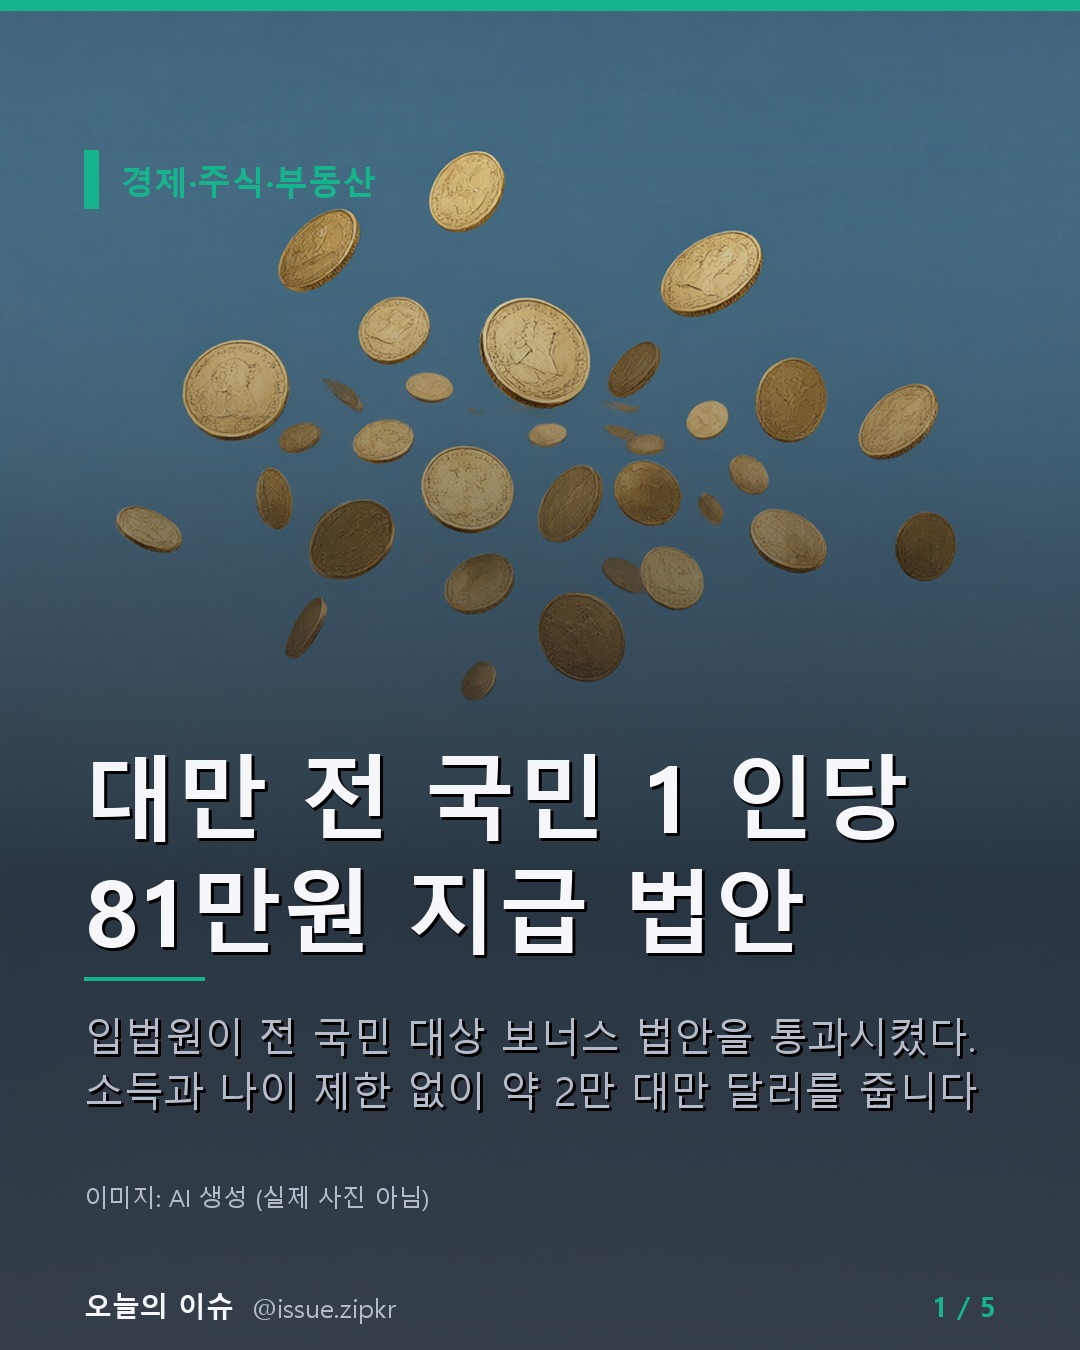 경제·주식·부동산
대만 전 국민 1 인당
81만원 지급 법안
입법원이 전 국민 대상 보너스 법안을 통과시켰다.
소득과 나이 제한 없이 약 2만 대만 달러를 줍니다
이미지: AI 생성 (실제 사진 아님)
오늘의 이슈 @issue.zipkr
1 / 5